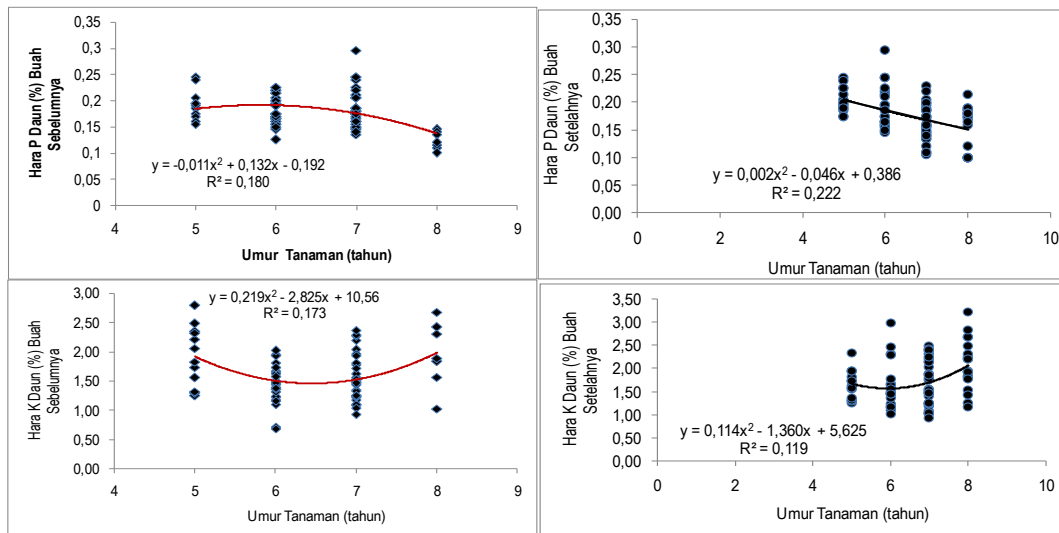 0,35
0,3
0,25
0,2
0,15
0,1
0,05
0
Hara P Daun (%) Buah
Sebelumnya
y = -0,011x² + 0,132x - 0,192
R² = 0,180
4 5 6 7 8 9
Umur Tanaman (tahun)
0,35
0,30
0,25
0,20
0,15
0,10
0,05
0,00
Hara P Daun (%) Buah
Setelahnya
y = 0,002x² - 0,046x + 0,386
R² = 0,222
0 2 4 6 8 10
Umur Tanaman (tahun)
3,00
2,50
2,00
1,50
1,00
0,50
0,00
Hara K Daun (%) Buah
Sebelumnya
y = 0,219x² - 2,825x + 10,56
R² = 0,173
4 5 6 7 8 9
Umur Tanaman (tahun)
3,50
3,00
2,50
2,00
1,50
1,00
0,50
0,00
Hara K Daun (%) Buah
Setelahnya
y = 0,114x² - 1,360x + 5,625
R² = 0,119
0 2 4 6 8 10
Umur Tanaman (tahun)